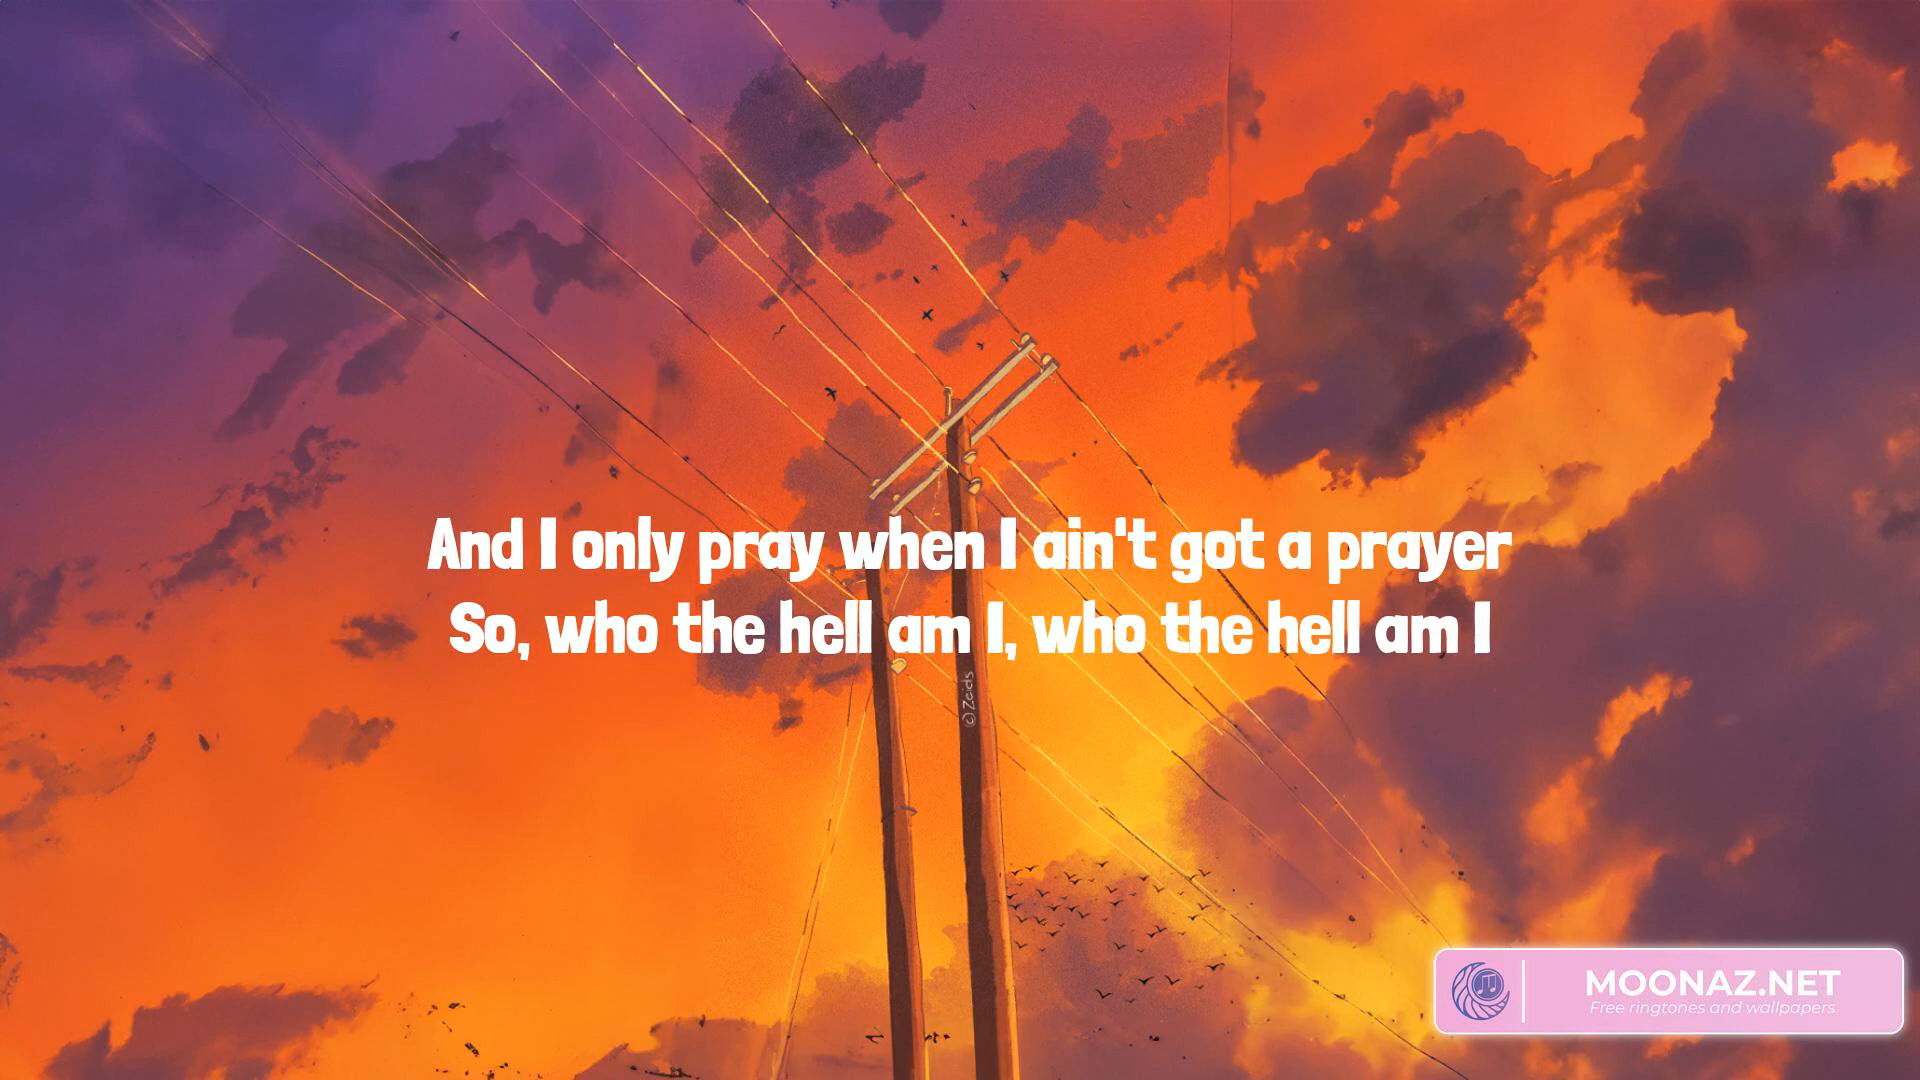 And I only pray when I ain't got a prayer
So, who the hell am I, who the hell am I
©Zeids
MOONAZ.NET
Free ringtones and wallpapers